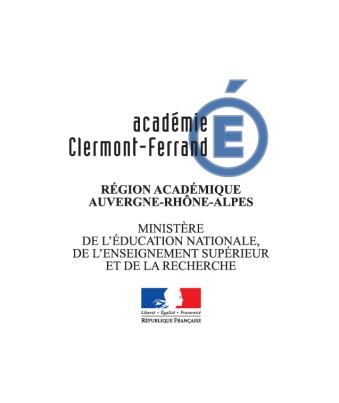 académie
Clermont-Ferrand
É
RÉGION ACADÉMIQUE
AUVERGNE-RHÔNE-ALPES
MINISTÈRE
DE L'ÉDUCATION NATIONALE,
DE L'ENSEIGNEMENT SUPÉRIEUR
ET DE LA RECHERCHE
Liberté • Égalité • Fraternité
RÉPUBLIQUE FRANÇAISE